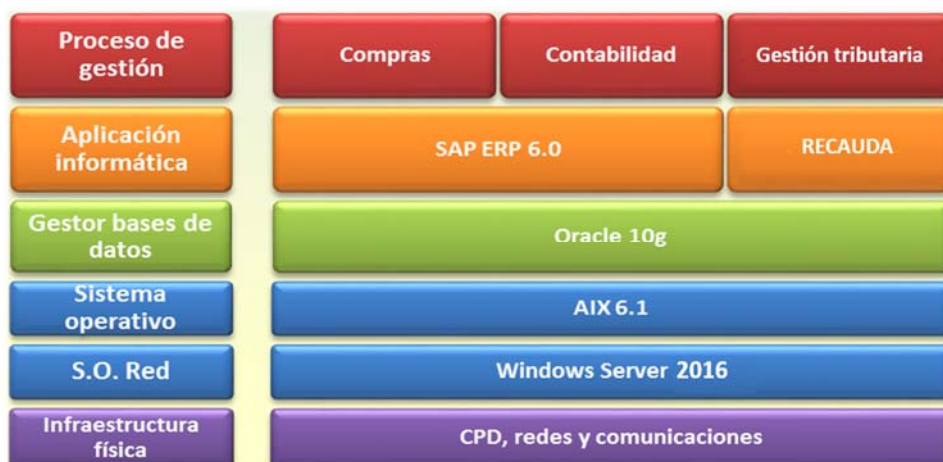 Proceso de
gestión
Compras
Contabilidad
Gestión tributaria
Aplicación
informática
SAP ERP 6.0
RECAUDA
Gestor bases de
datos
Oracle 10g
Sistema
operativo
AIX 6.1
S.O. Red
Windows Server 2016
Infraestructura
física
CPD, redes y comunicaciones